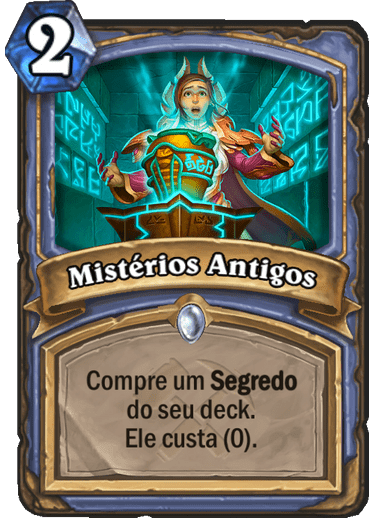 2
Mistérios Antigos
Compre um Segredo
do seu deck.
Ele custa (0).